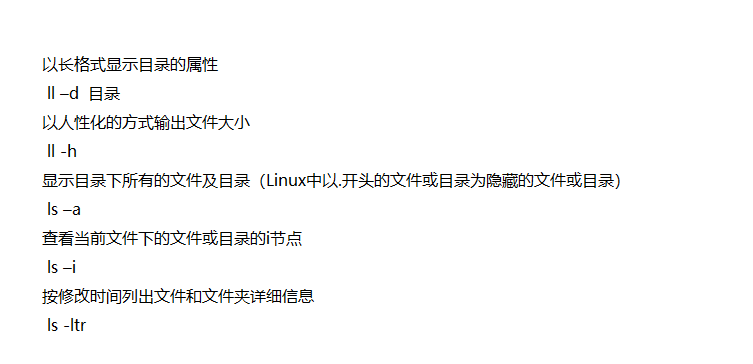 以长格式显示目录的属性
ll –d 目录
以人性化的方式输出文件大小
ll -h
显示目录下所有的文件及目录（Linux中以.开头的文件或目录为隐藏的文件或目录）
ls –a
查看当前文件下的文件或目录的i节点
ls –i
按修改时间列出文件和文件夹详细信息
ls -ltr